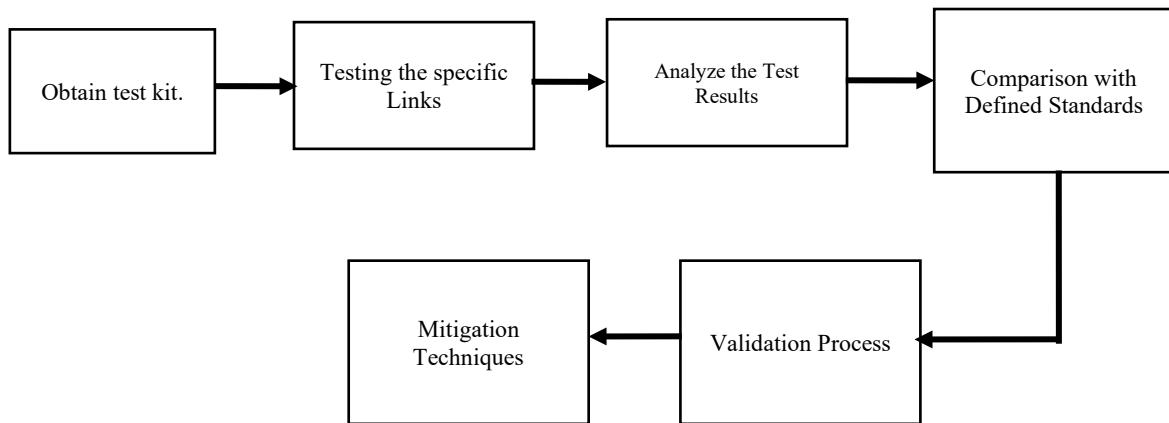 Obtain test kit.
Testing the specific
Links
Analyze the Test
Results
Comparison with
Defined Standards
Mitigation
Techniques
Validation Process